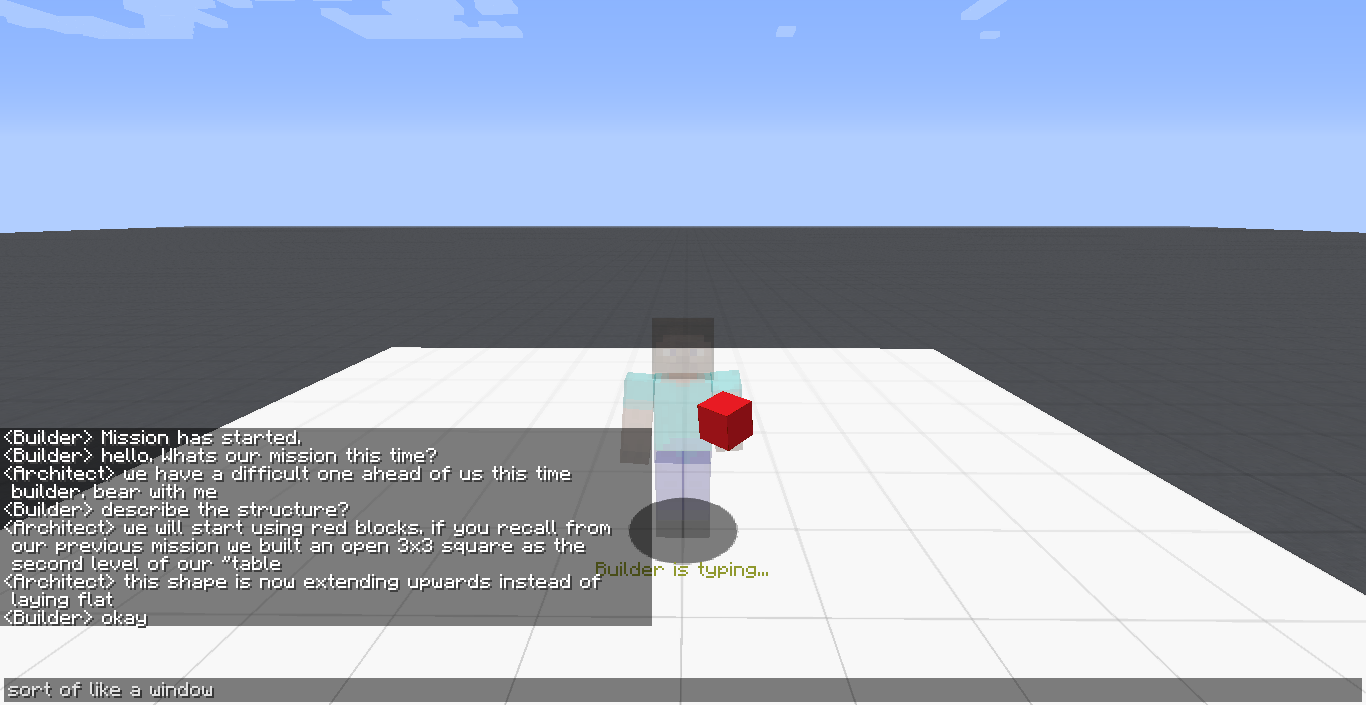 <Builder> Mission has started.
<Builder> hello. Whats our mission this time?
<Architect> we have a difficult one ahead of us this time
builder. bear with me
<Builder> describe the structure?
<Architect> we will start using red blocks. if you recall from
our previous mission we built an open 3x3 square as the
second level of our "table
<Architect> this shape is now extending upwards instead of
laying flat
<Builder> okay
Builder is typing...
sort of like a window